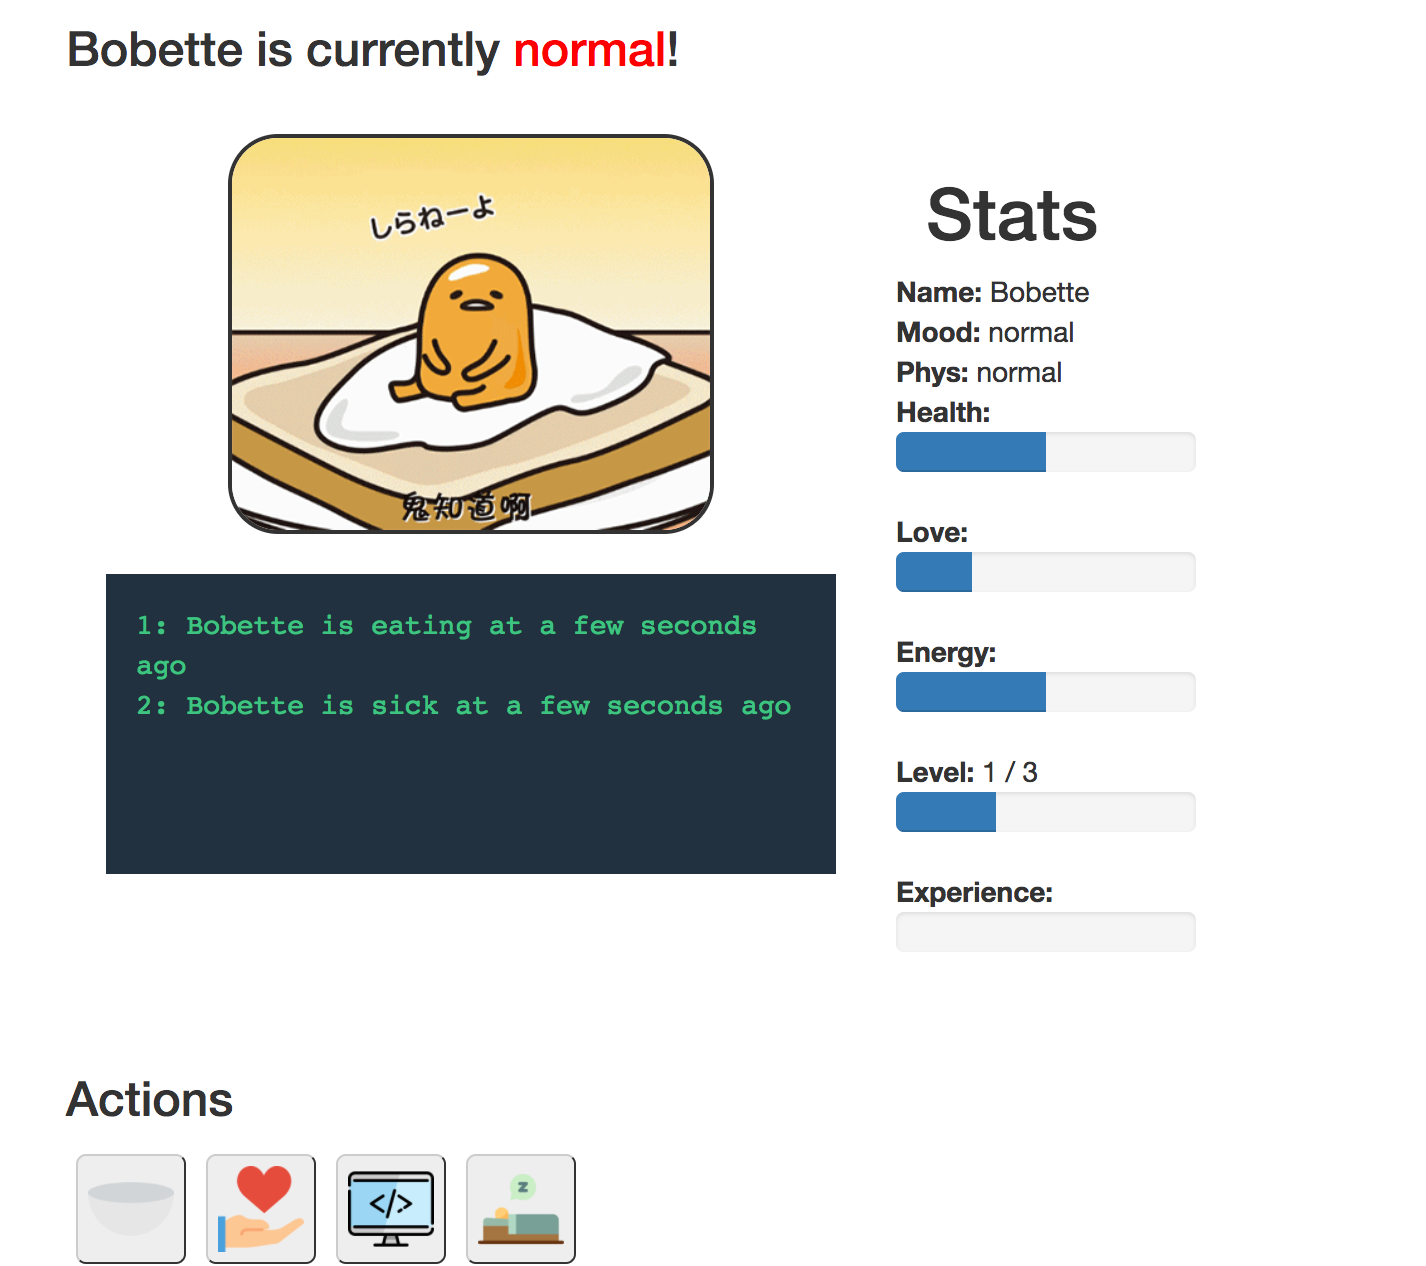 Bobette is currently normal!
しらねーよ
鬼知道啊
1: Bobette is eating at a few seconds
ago
2: Bobette is sick at a few seconds ago
Stats
Name: Bobette
Mood: normal
Phys: normal
Health:
Love:
Energy:
Level: 1 / 3
Experience:
Actions
</>
z